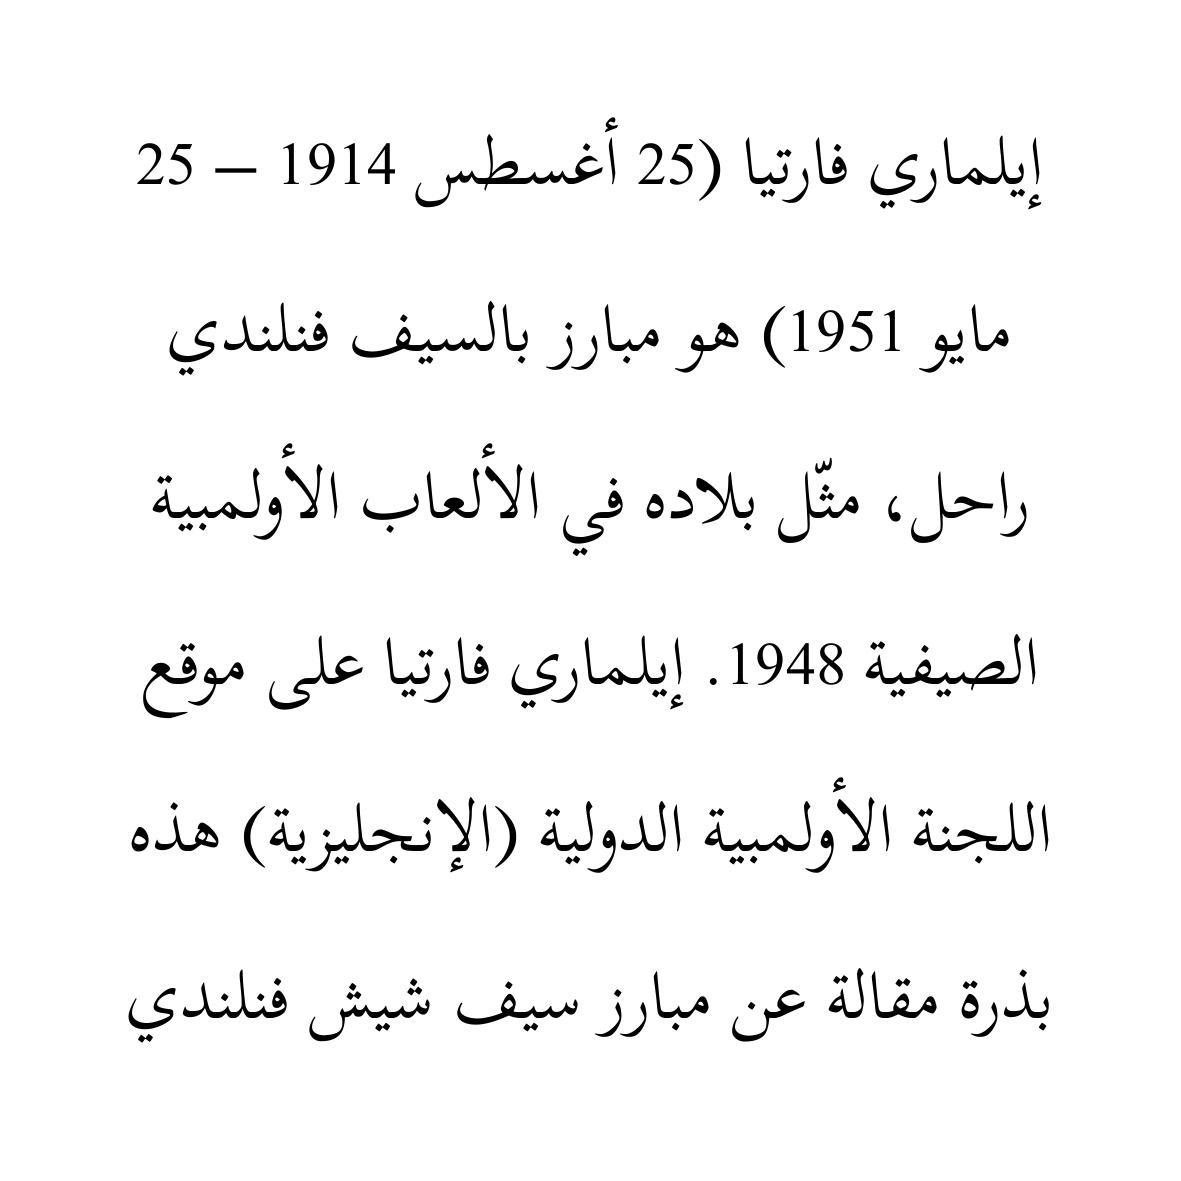 إيلماري فارتيا (25 أغسطس 1914 – 25
مايو 1951) هو مبارز بالسيف فنلندي
راحل، مثّل بلاده في الألعاب الأولمبية
الصيفية 1948. إيلماري فارتيا على موقع
اللجنة الأولمبية الدولية (الإنجليزية) هذه
بذرة مقالة عن مبارز سيف شيش فنلندي